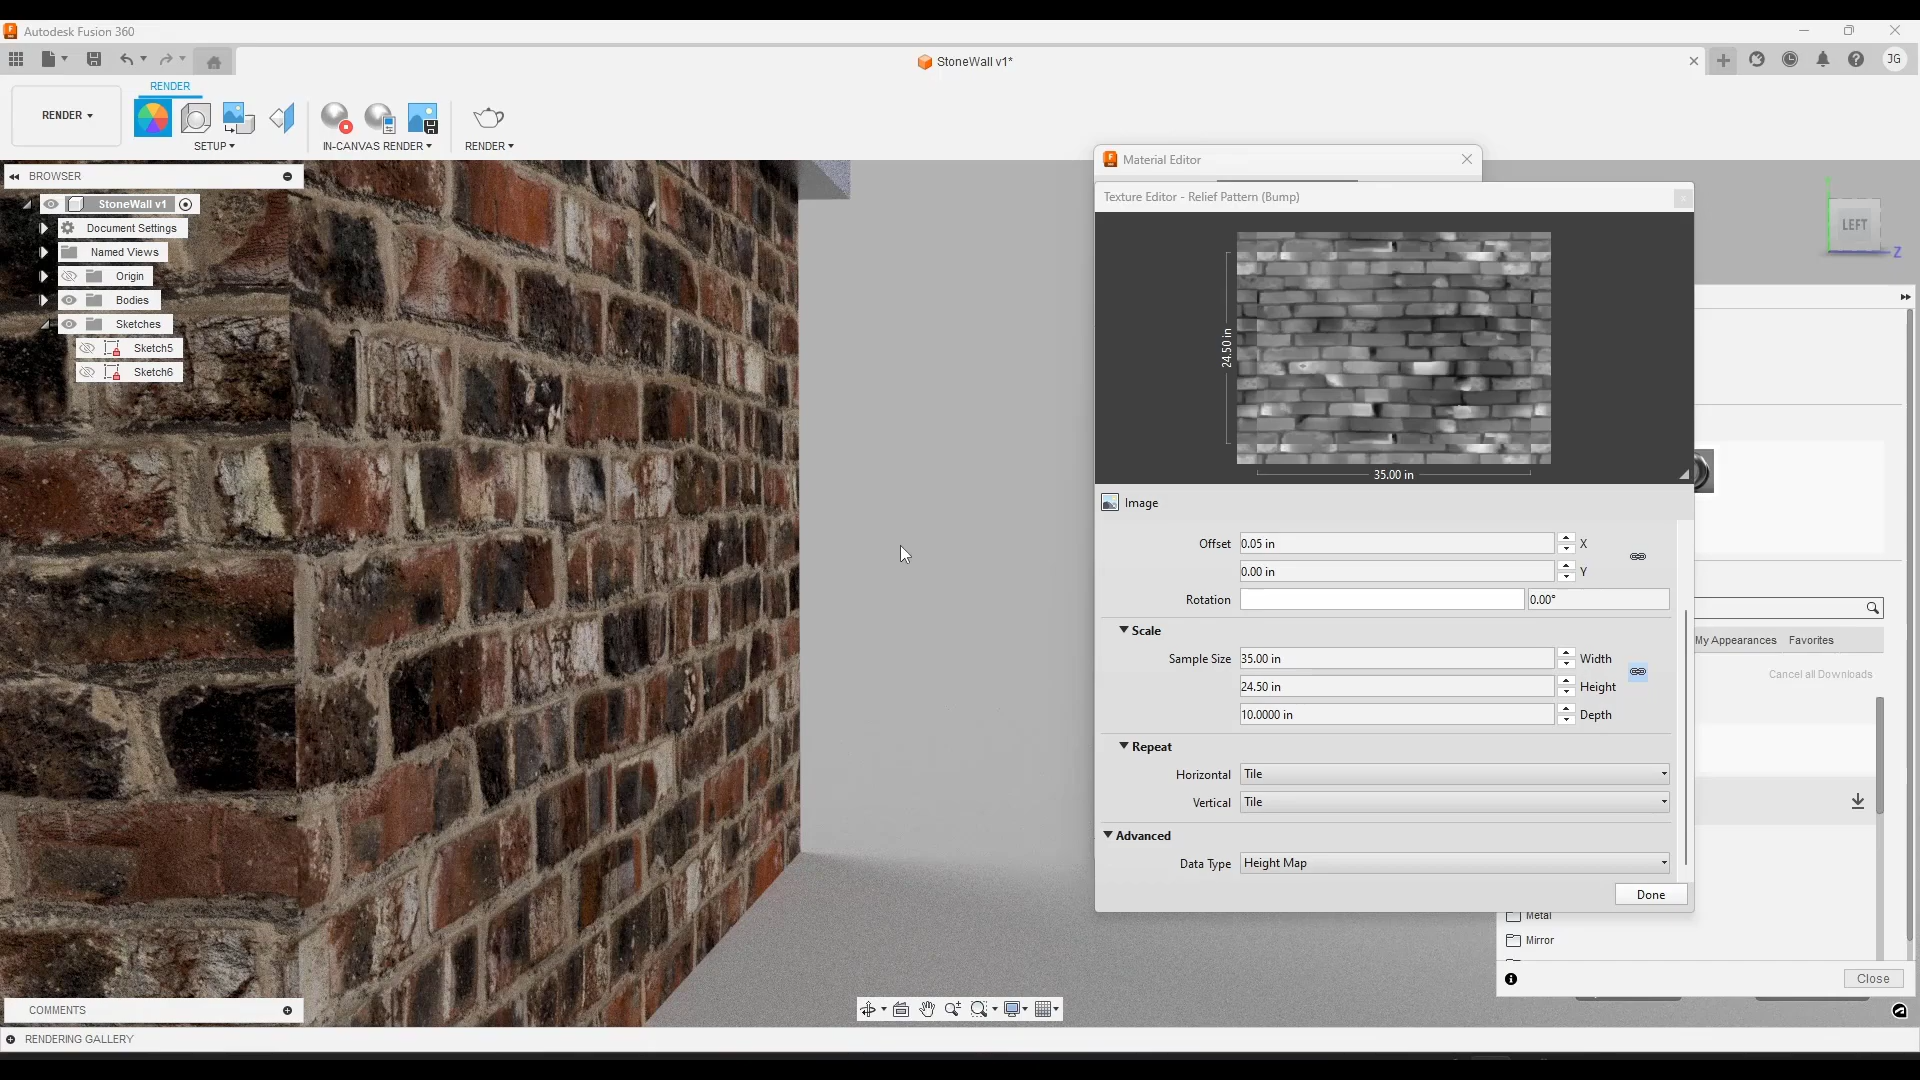 Autodesk Fusion 360
StoneWall v1*
JG
RENDER
RENDER
SETUP
IN-CANVAS RENDER
RENDER
BROWSER
StoneWall v1
Document Settings
Named Views
Origin
Bodies
Sketches
Sketch5
Sketch6
Material Editor
Texture Editor - Relief Pattern (Bump)
24.50 in
35.00 in
LEFT
Z
Image
Offset 0.05 in X
0.00 in Y
Rotation 0.00°
Scale
Sample Size 35.00 in Width
24.50 in Height
10.0000 in Depth
Repeat
Horizontal Tile
Vertical Tile
Advanced
Data Type Height Map
Done
My Appearances Favorites
Cancel all Downloads
Metal
Mirror
Close
COMMENTS
RENDERING GALLERY